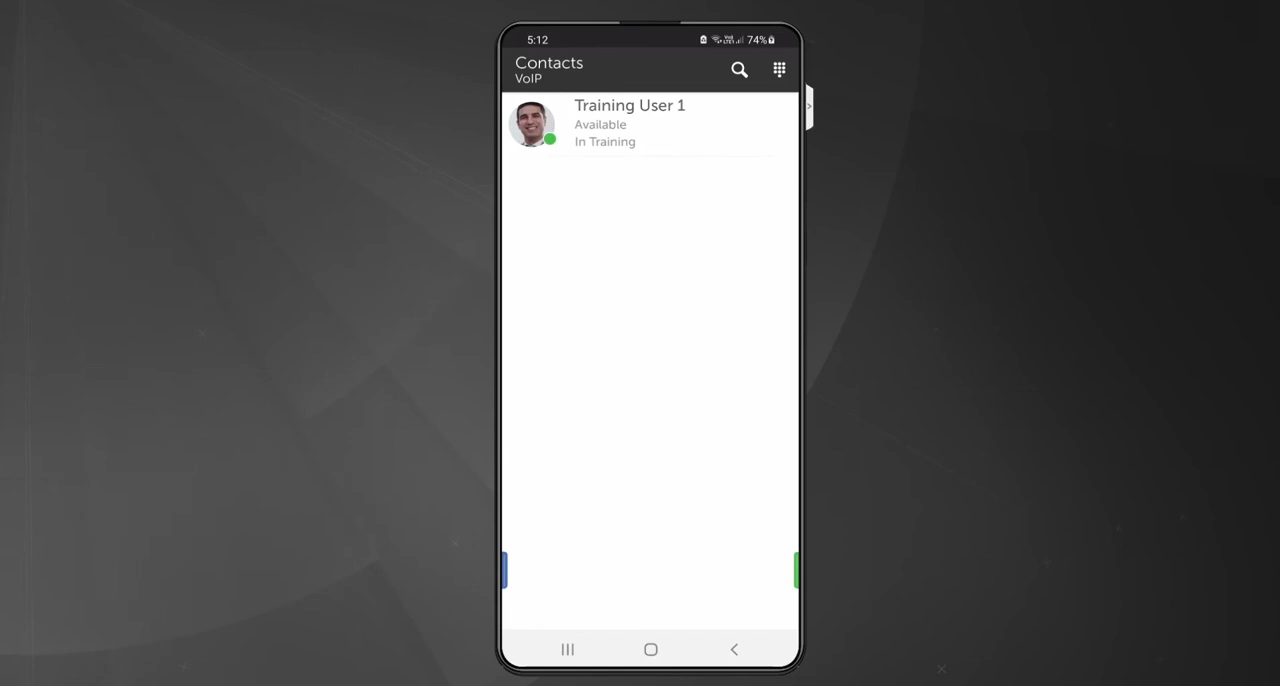 5:12
74%
Contacts
VoIP
Training User 1
Available
In Training